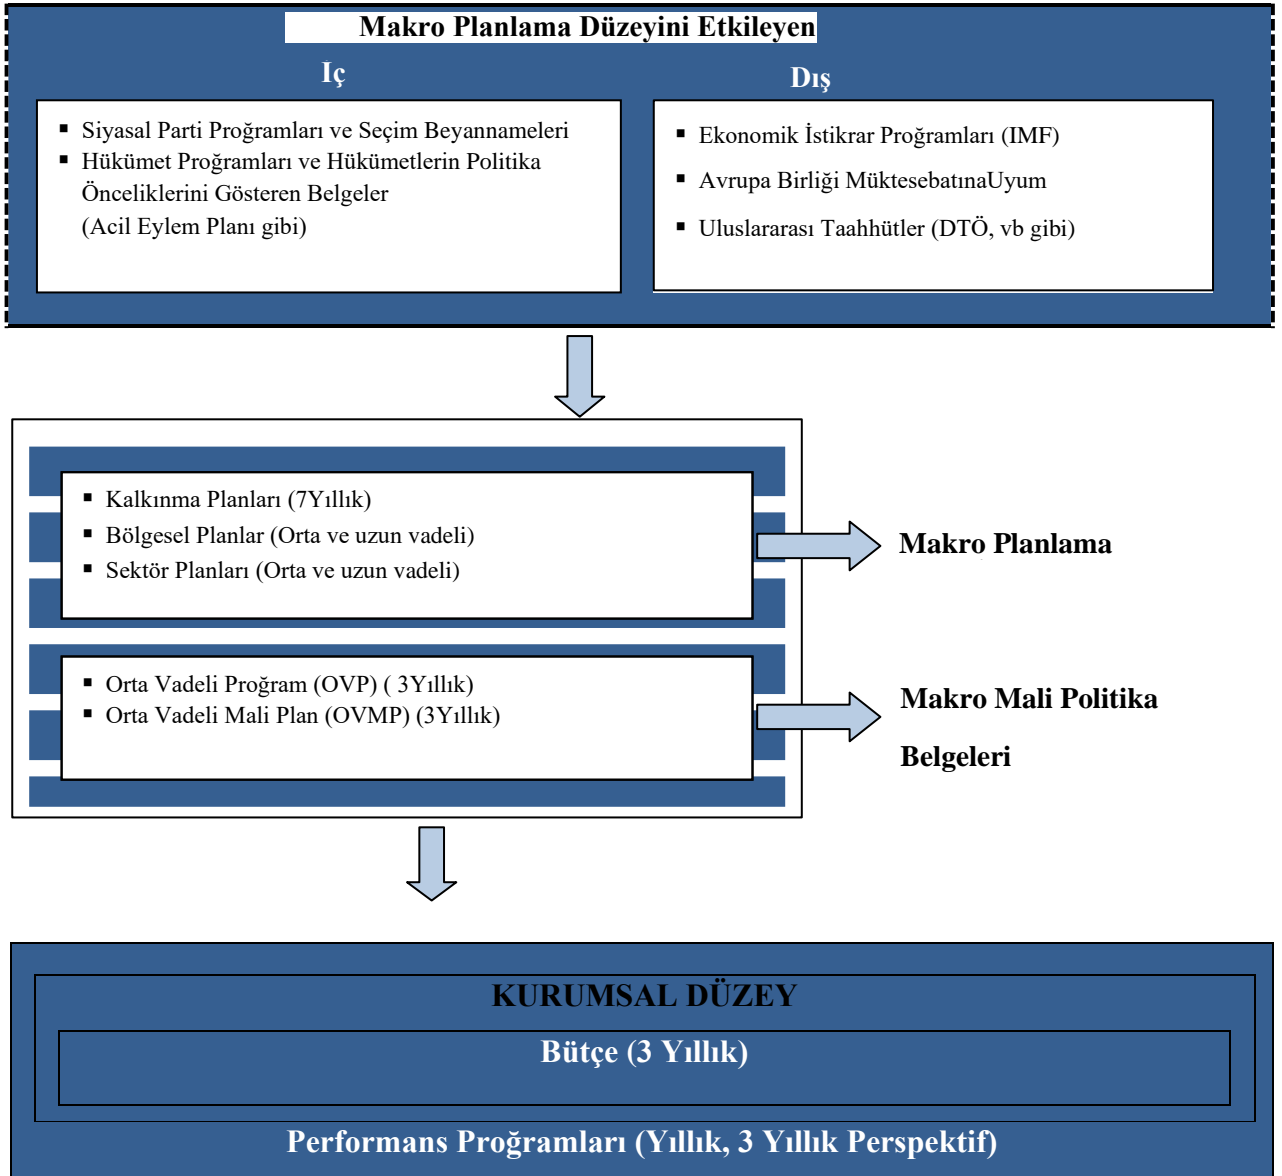 Makro Planlama Düzeyini Etkileyen
İç
▪ Siyasal Parti Proğramları ve Seçim Beyannameleri
▪ Hükümet Proğramları ve Hükümetlerin Politika
Önceliklerini Gösteren Belgeler
(Acil Eylem Planı gibi)
Dış
▪ Ekonomik İstikrar Proğramları (IMF)
▪ Avrupa Birliği MüktesebatınaUyum
▪ Uluslararası Taahhütler (DTÖ, vb gibi)
▪ Kalkınma Planları (7Yıllık)
▪ Bölgesel Planlar (Orta ve uzun vadeli)
▪ Sektör Planları (Orta ve uzun vadeli)
Makro Planlama
▪ Orta Vadeli Proğram (OVP) ( 3Yıllık)
▪ Orta Vadeli Mali Plan (OVMP) (3Yıllık)
Makro Mali Politika
Belgeleri
KURUMSAL DÜZEY
Bütçe (3 Yıllık)
Performans Proğramları (Yıllık, 3 Yıllık Perspektif)